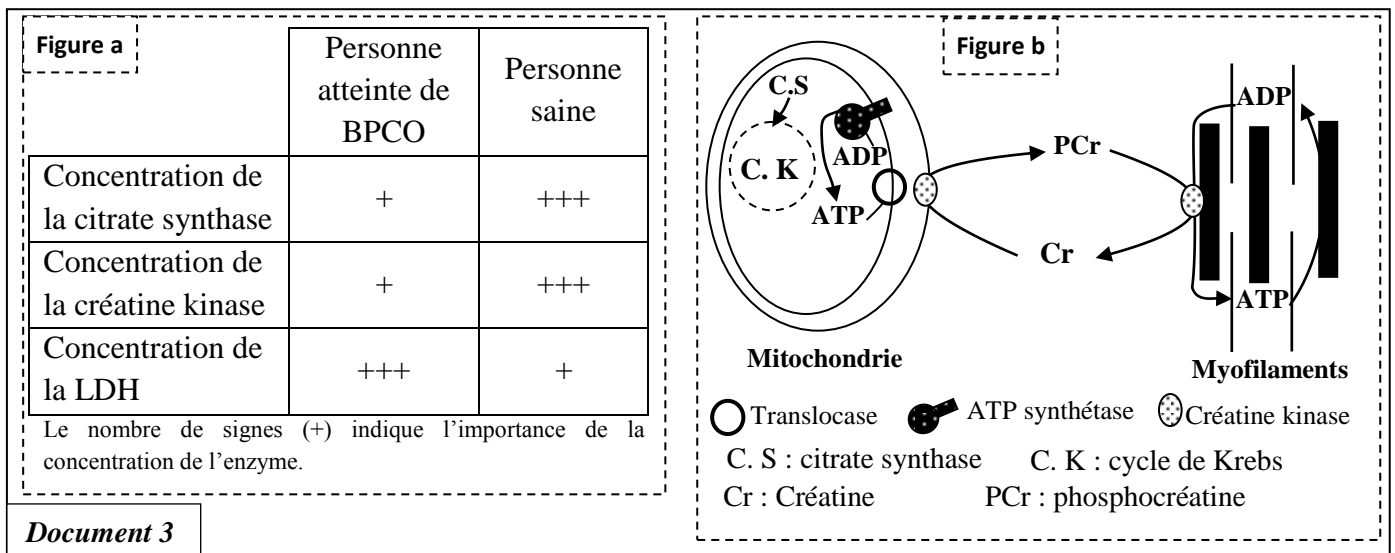 Figure a
Personne
atteinte de
BPCO
Personne
saine
Concentration de
la citrate synthase
+
+++
Concentration de
la créatine kinase
+
+++
Concentration de
la LDH
+++
+
Le nombre de signes (+) indique l’importance de la
concentration de l’enzyme.
Document 3
Figure b
C.S
C. K
ADP
ATP
PCr
Cr
ADP
ATP
Mitochondrie
Myofilaments
Translocase
ATP synthétase
Créatine kinase
C. S : citrate synthase C. K : cycle de Krebs
Cr : Créatine PCr : phosphocréatine